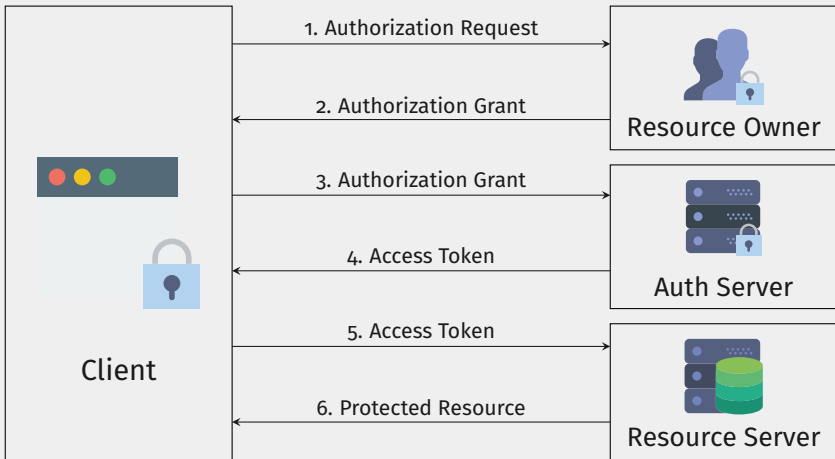 1. Authorization Request
2. Authorization Grant
Resource Owner
3. Authorization Grant
4. Access Token
Auth Server
5. Access Token
Client
6. Protected Resource
Resource Server